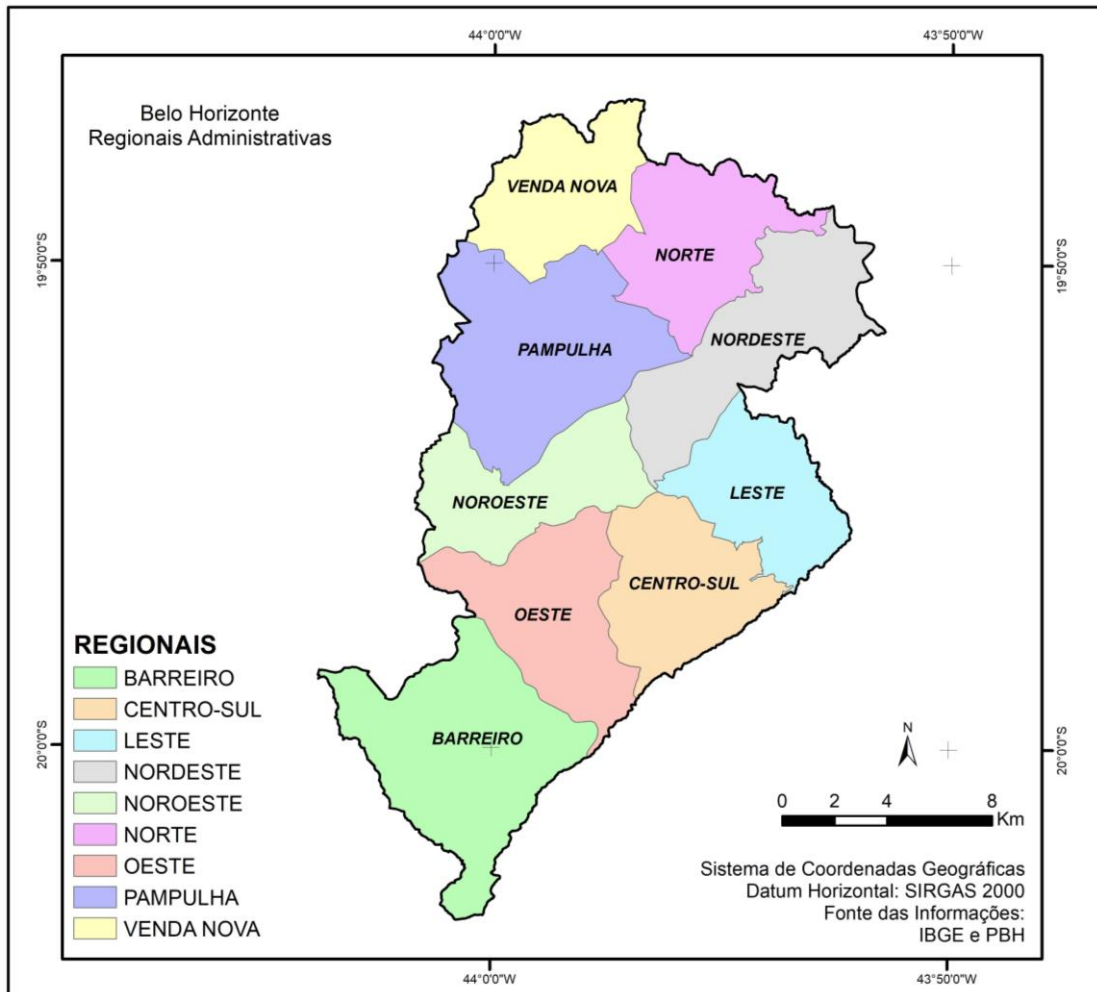 44°0'0"W
43°50'0"W
Belo Horizonte
Regionais Administrativas
VENDA NOVA
NORTE
19°50'0"S
19°50'0"S
NORDESTE
PAMPULHA
LESTE
NOROESTE
CENTRO-SUL
OESTE
REGIONAIS
BARREIRO
CENTRO-SUL
LESTE
NORDESTE
NOROESTE
NORTE
OESTE
PAMPULHA
VENDA NOVA
BARREIRO
20°0'0"S
20°0'0"S
N
0 2 4 8
Km
Sistema de Coordenadas Geográficas
Datum Horizontal: SIRGAS 2000
Fonte das Informações:
IBGE e PBH
44°0'0"W
43°50'0"W